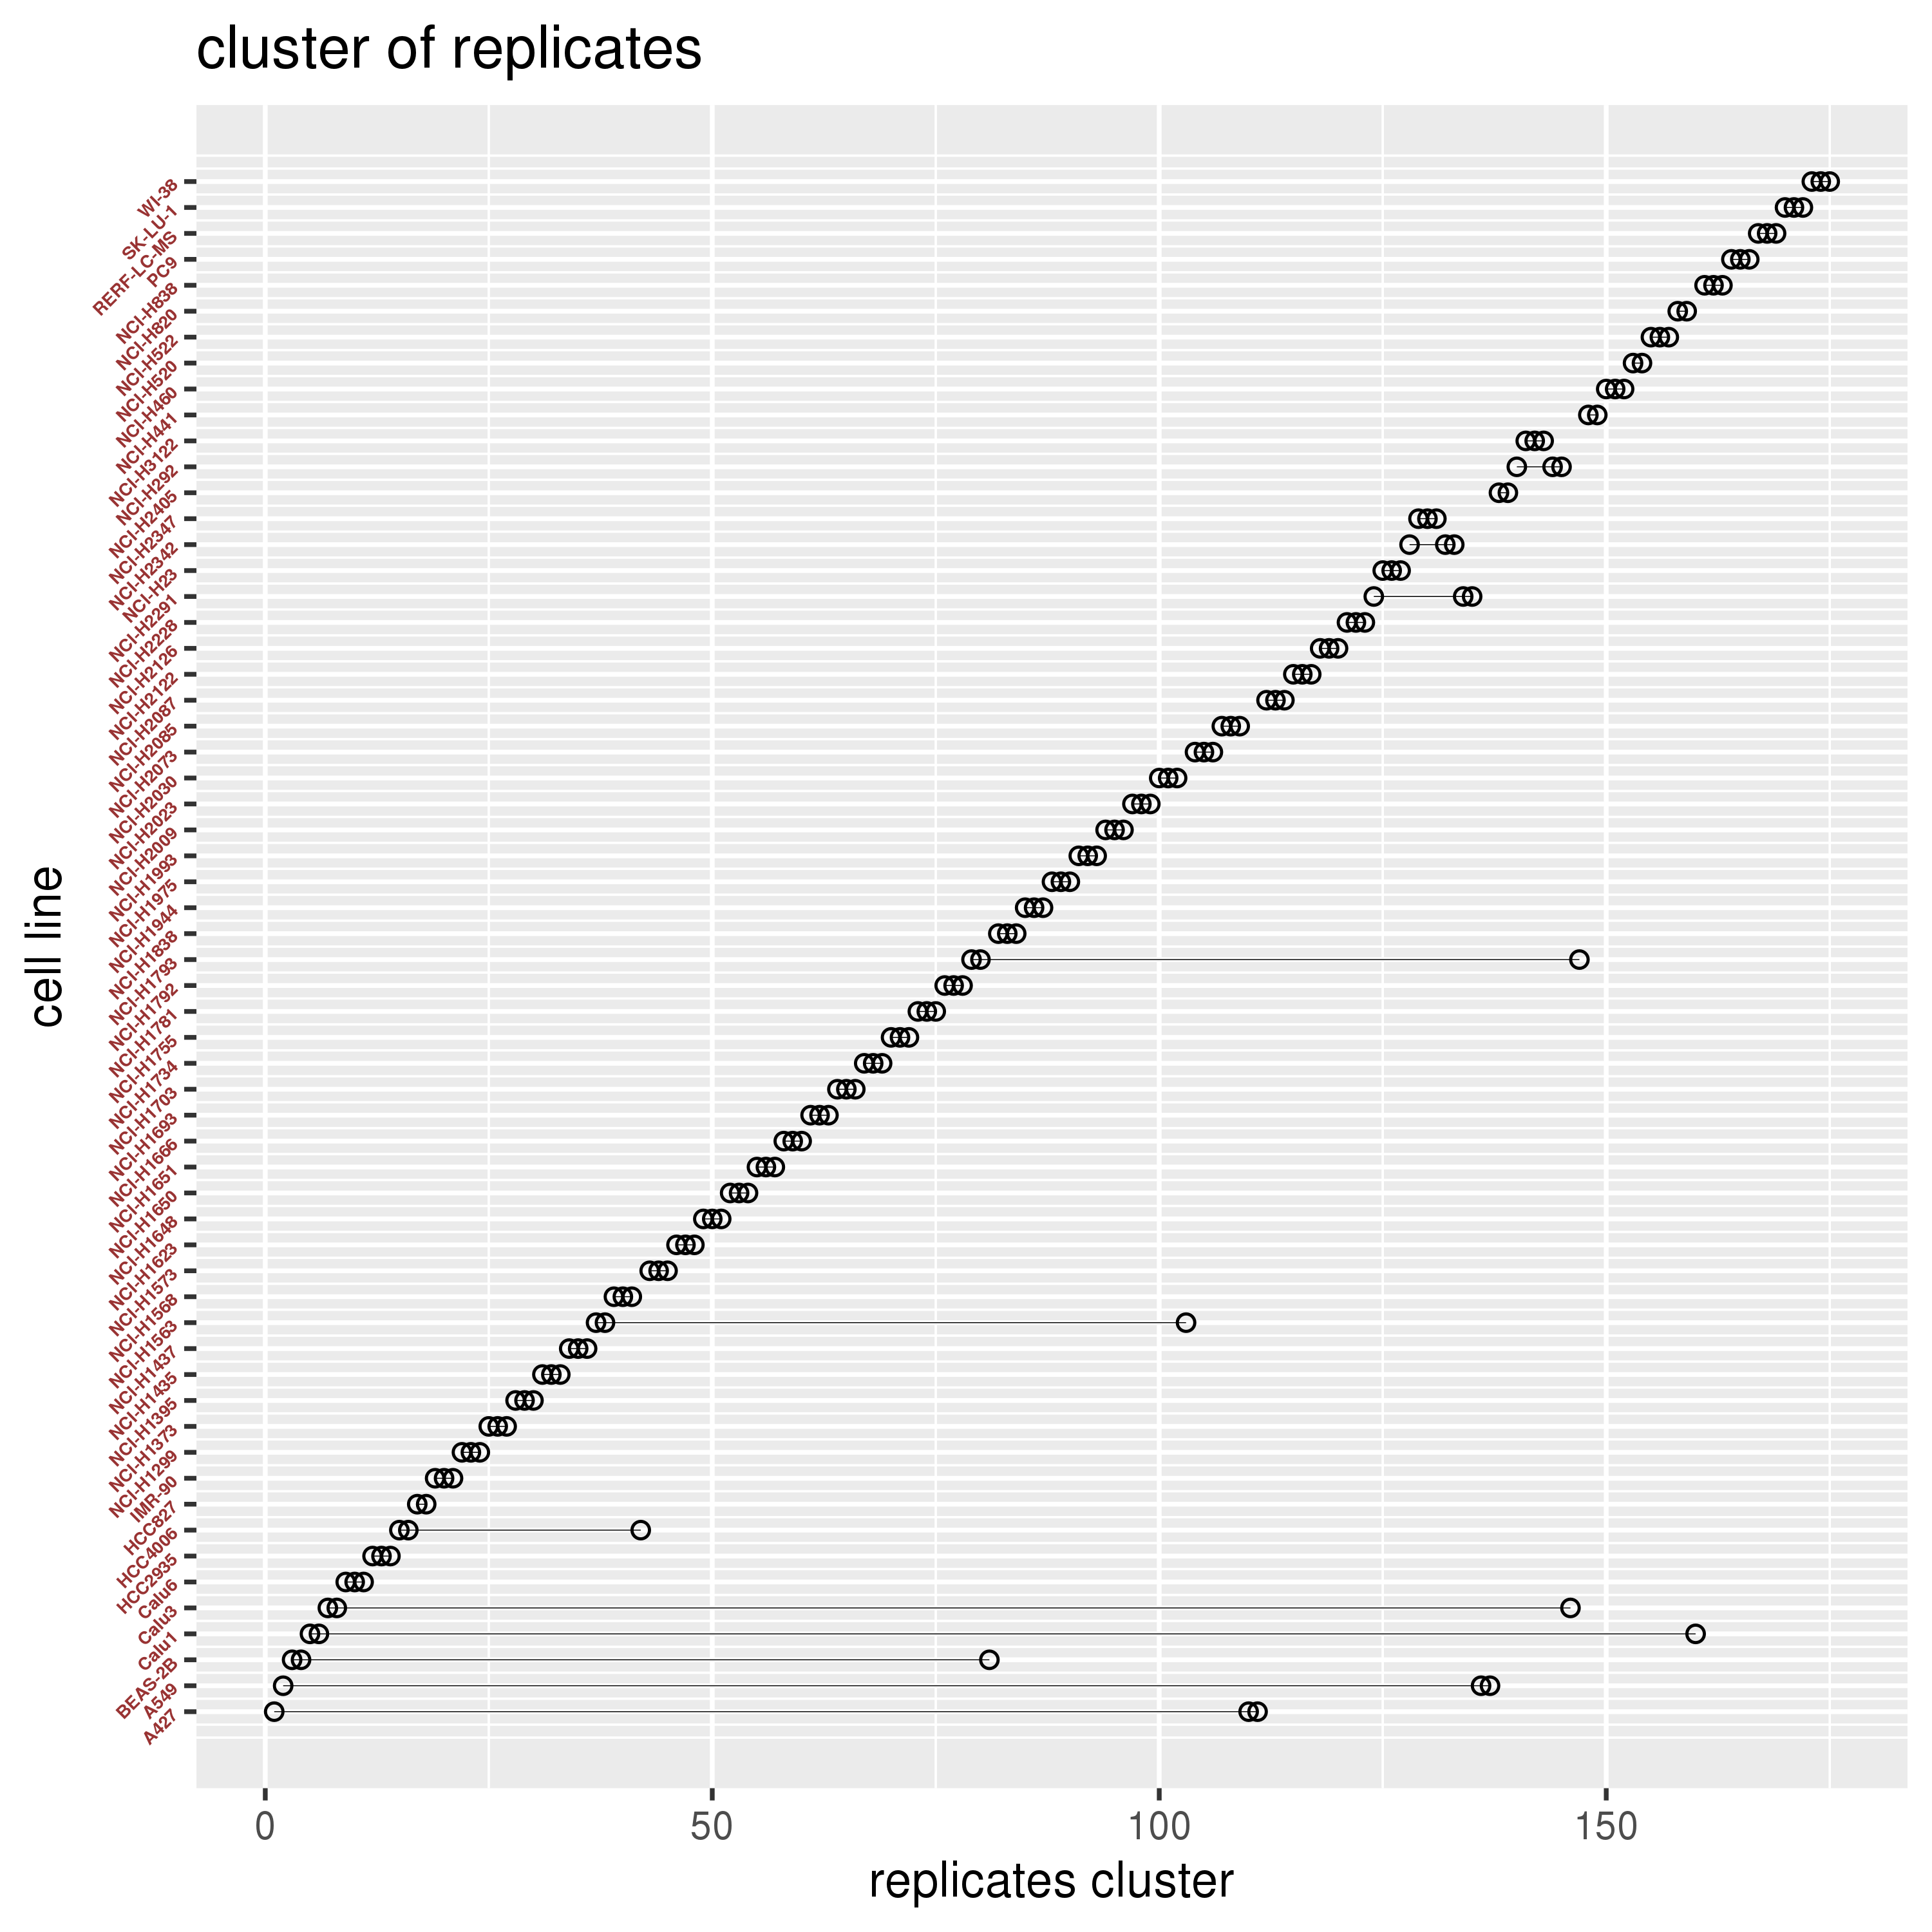 cluster of replicates
WI-38
SK-LU-1
RERF-LC-MS
PC9
NCI-H838
NCI-H820
NCI-H522
NCI-H520
NCI-H460
NCI-H441
NCI-H3122
NCI-H292
NCI-H2405
NCI-H2347
NCI-H2342
NCI-H23
NCI-H2291
NCI-H2228
NCI-H2126
NCI-H2122
NCI-H2087
NCI-H2085
NCI-H2073
NCI-H2030
NCI-H2023
NCI-H2009
NCI-H1993
NCI-H1975
NCI-H1944
NCI-H1838
NCI-H1793
NCI-H1792
NCI-H1781
NCI-H1755
NCI-H1734
NCI-H1703
NCI-H1693
NCI-H1666
NCI-H1651
NCI-H1650
NCI-H1648
NCI-H1623
NCI-H1573
NCI-H1568
NCI-H1563
NCI-H1437
NCI-H1435
NCI-H1395
NCI-H1373
NCI-H1299
IMR-90
HCC827
HCC4006
HCC2935
Calu6
Calu3
Calu1
BEAS-2B
A549
A427
cell line
0 50 100 150
replicates cluster